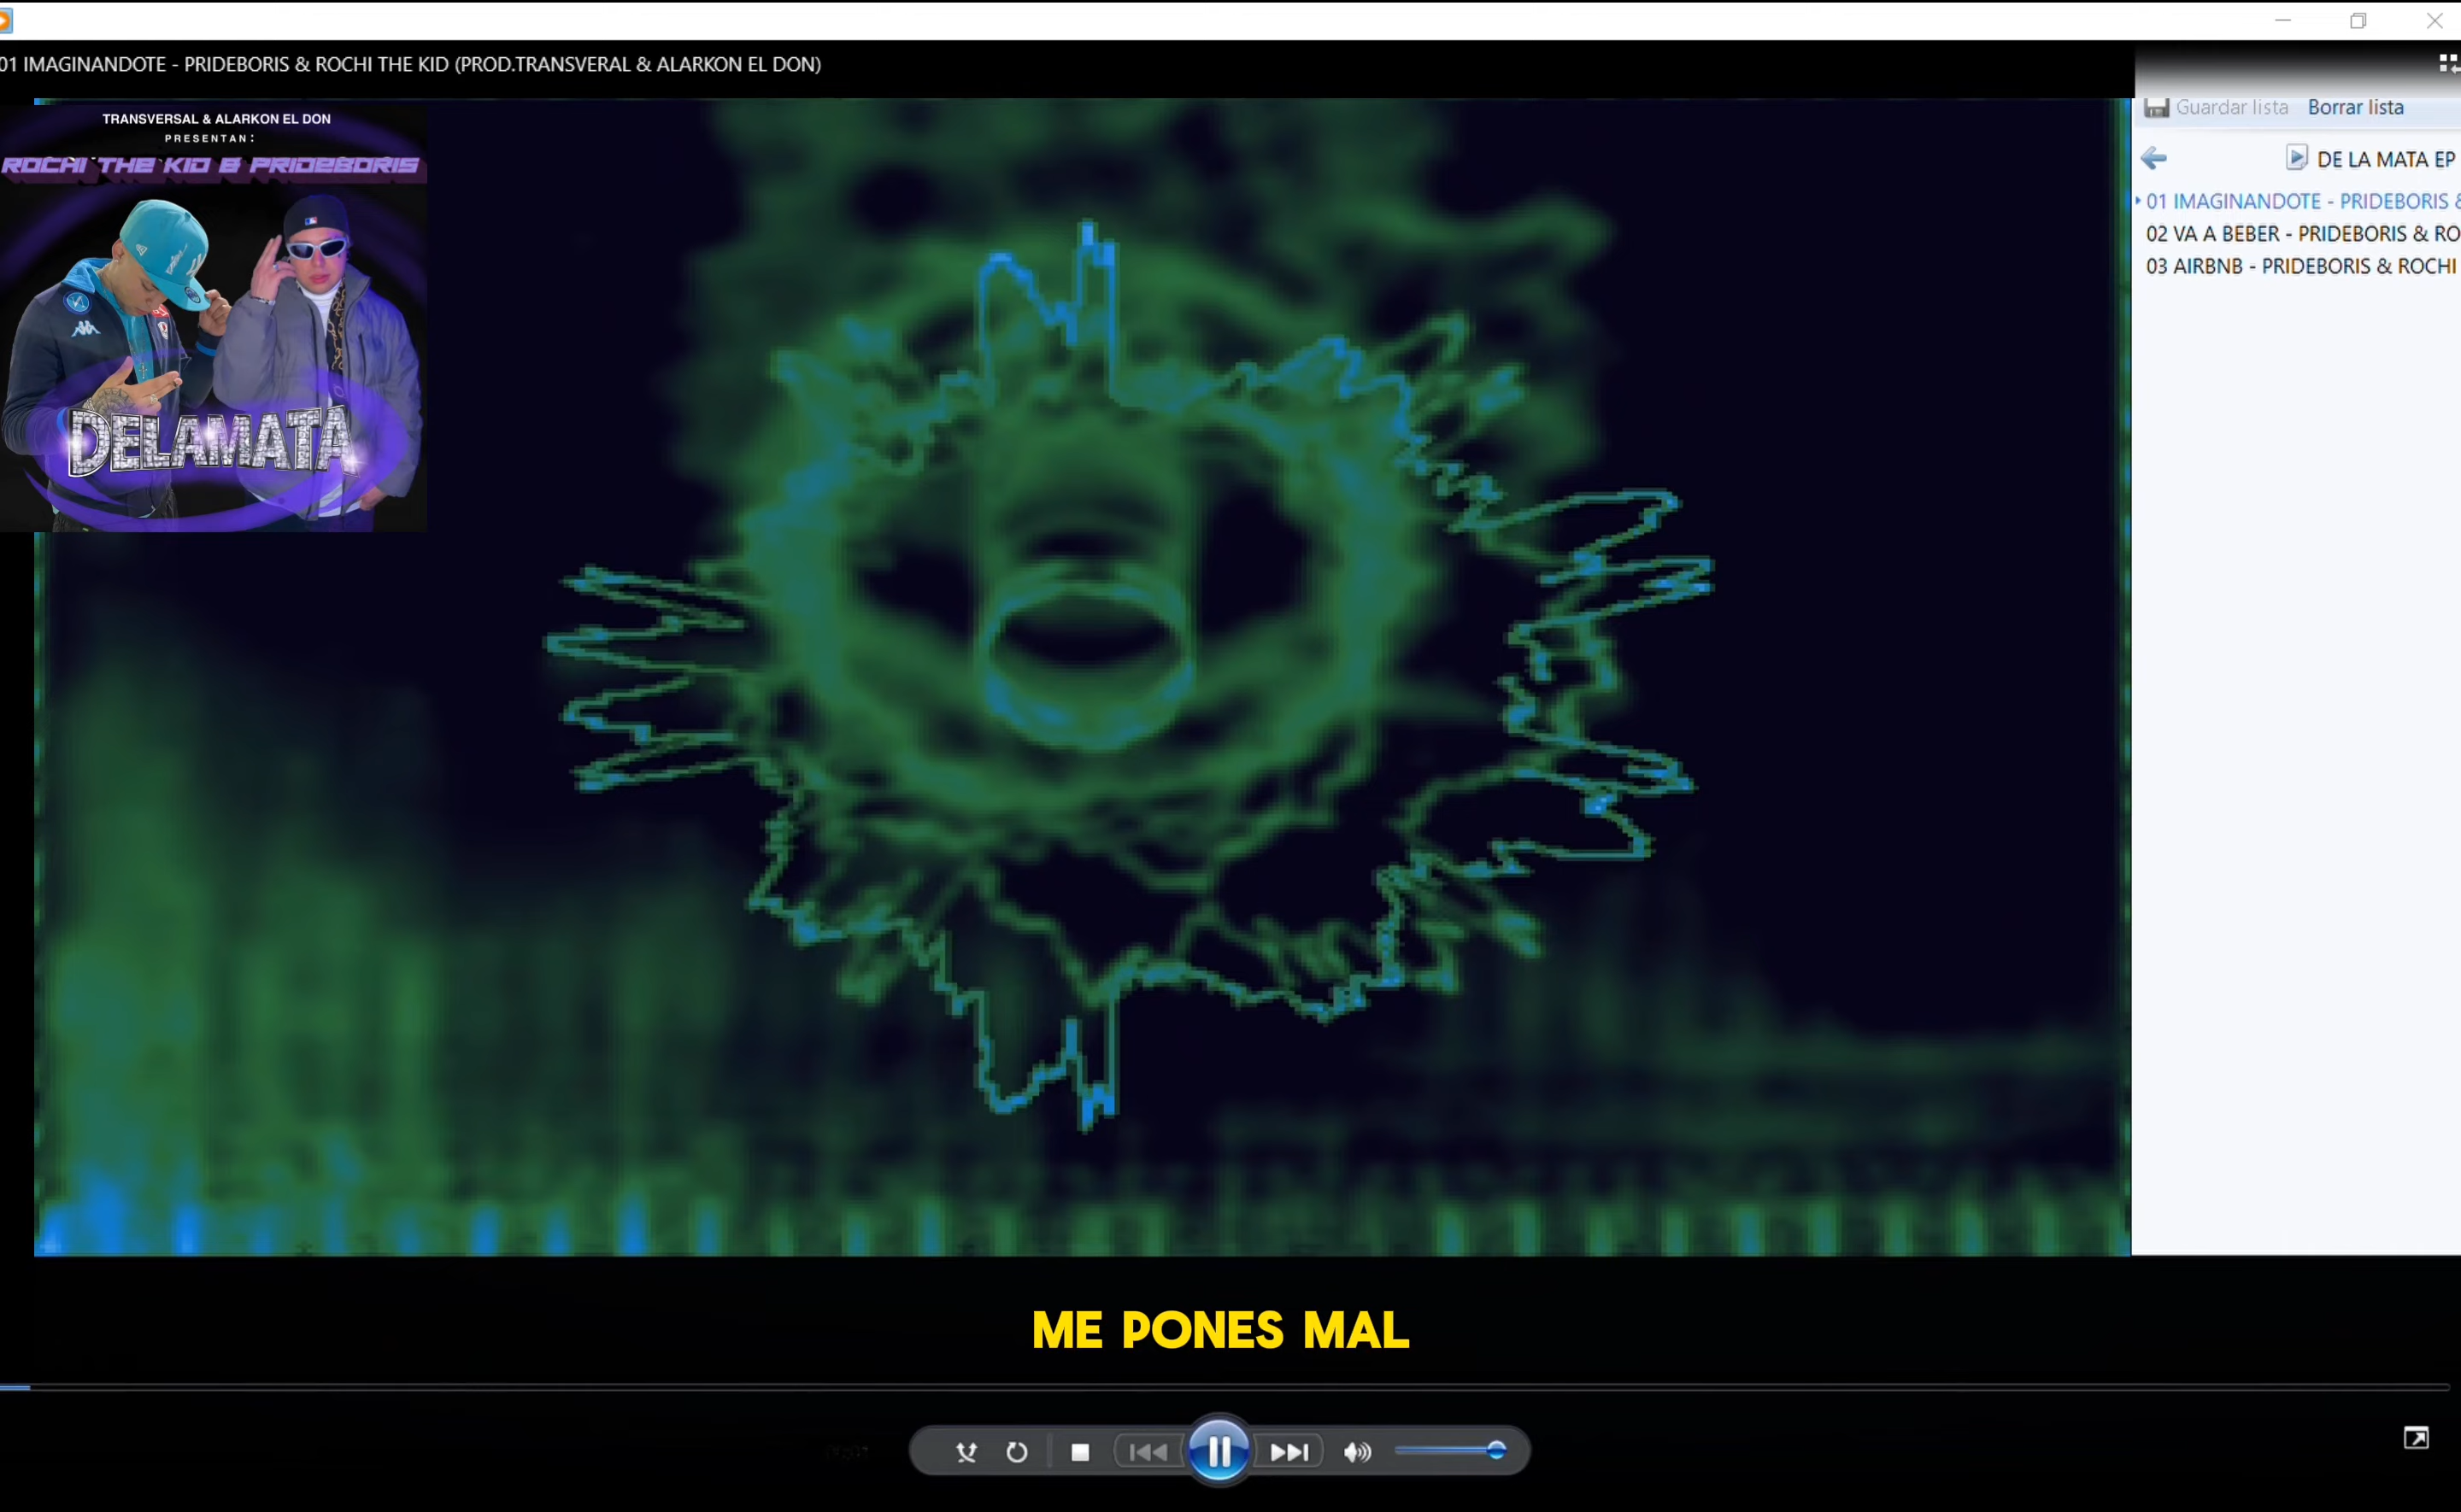 01 IMAGINANDOTE - PRIDEBORIS & ROCHI THE KID (PROD.TRANSVERAL & ALARKON EL DON)
TRANSVERSAL & ALARKON EL DON
PRESENTAN:
ROCHI THE KID & PRIDEBORIS
DELAMATA
Guardar lista Borrar lista
DE LA MATA EP
01 IMAGINANDOTE - PRIDEBORIS &
02 VA A BEBER - PRIDEBORIS & RO
03 AIRBNB - PRIDEBORIS & ROCHI
ME PONES MAL